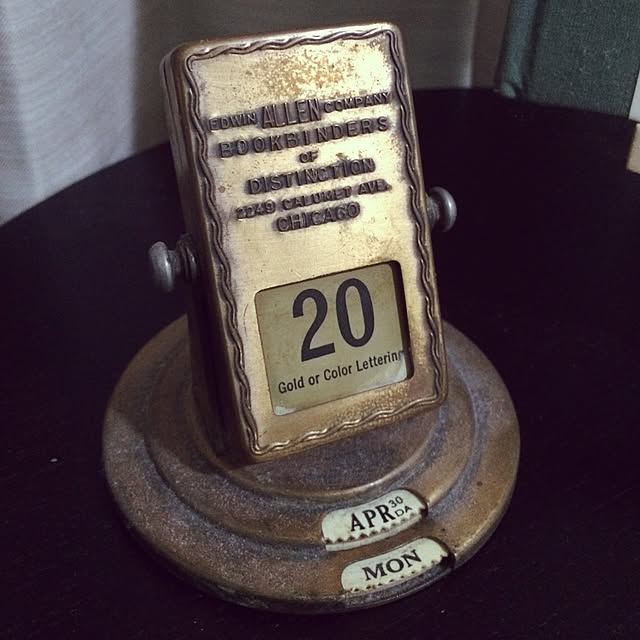 EDWIN ALLEN COMPANY
BOOKBINDERS
OF
DISTINCTION
2249 CALUMET AVE.
CHICAGO
20
Gold or Color Lettering
APR 30 DA
MON